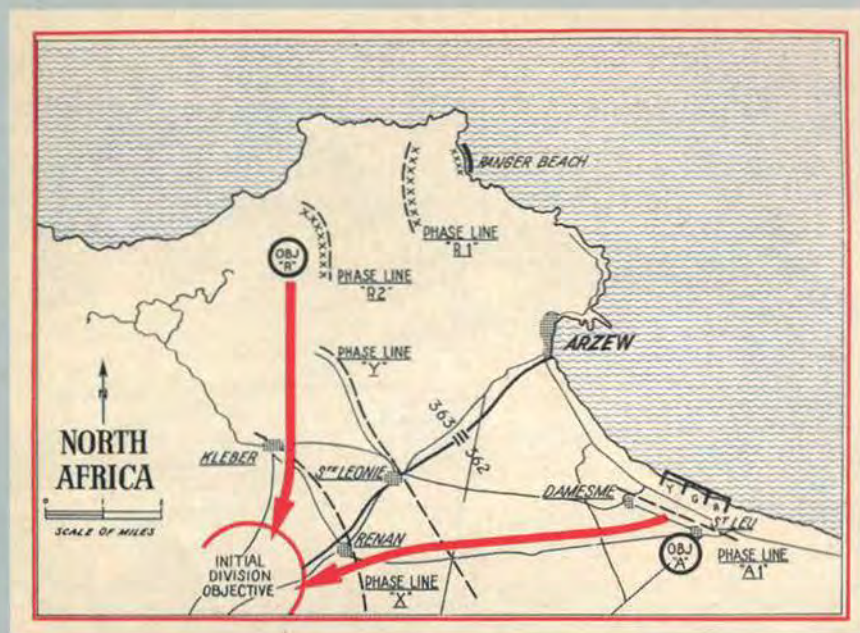 RANGER BEACH
PHASE LINE
"R.1"
OBJ
"R"
PHASE LINE
"R2"
ARZEW
PHASE LINE
"Y"
N
NORTH
AFRICA
SCALE OF MILES
KLEBER
363
362
STE LEONIE
DAMESME
Y
G
R
ST LEU
RENAN
OBJ
"A"
PHASE LINE
"A1"
INITIAL
DIVISION
OBJECTIVE
PHASE LINE
"X"